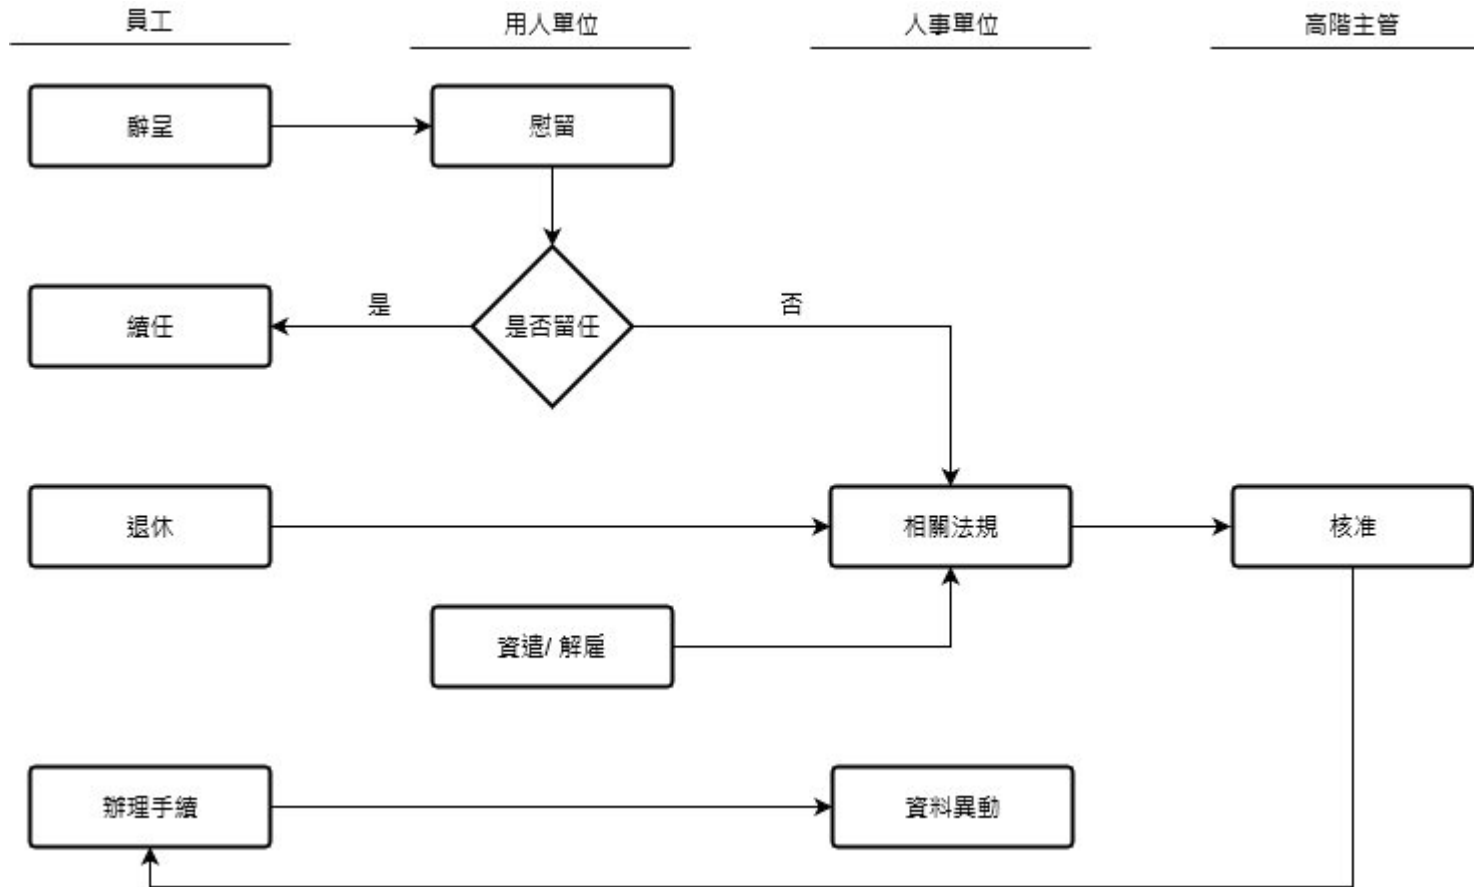 員工
用人單位
人事單位
高階主管
辭呈
慰留
續任
是
是否留任
否
退休
相關法規
核准
資遣/ 解雇
辦理手續
資料異動